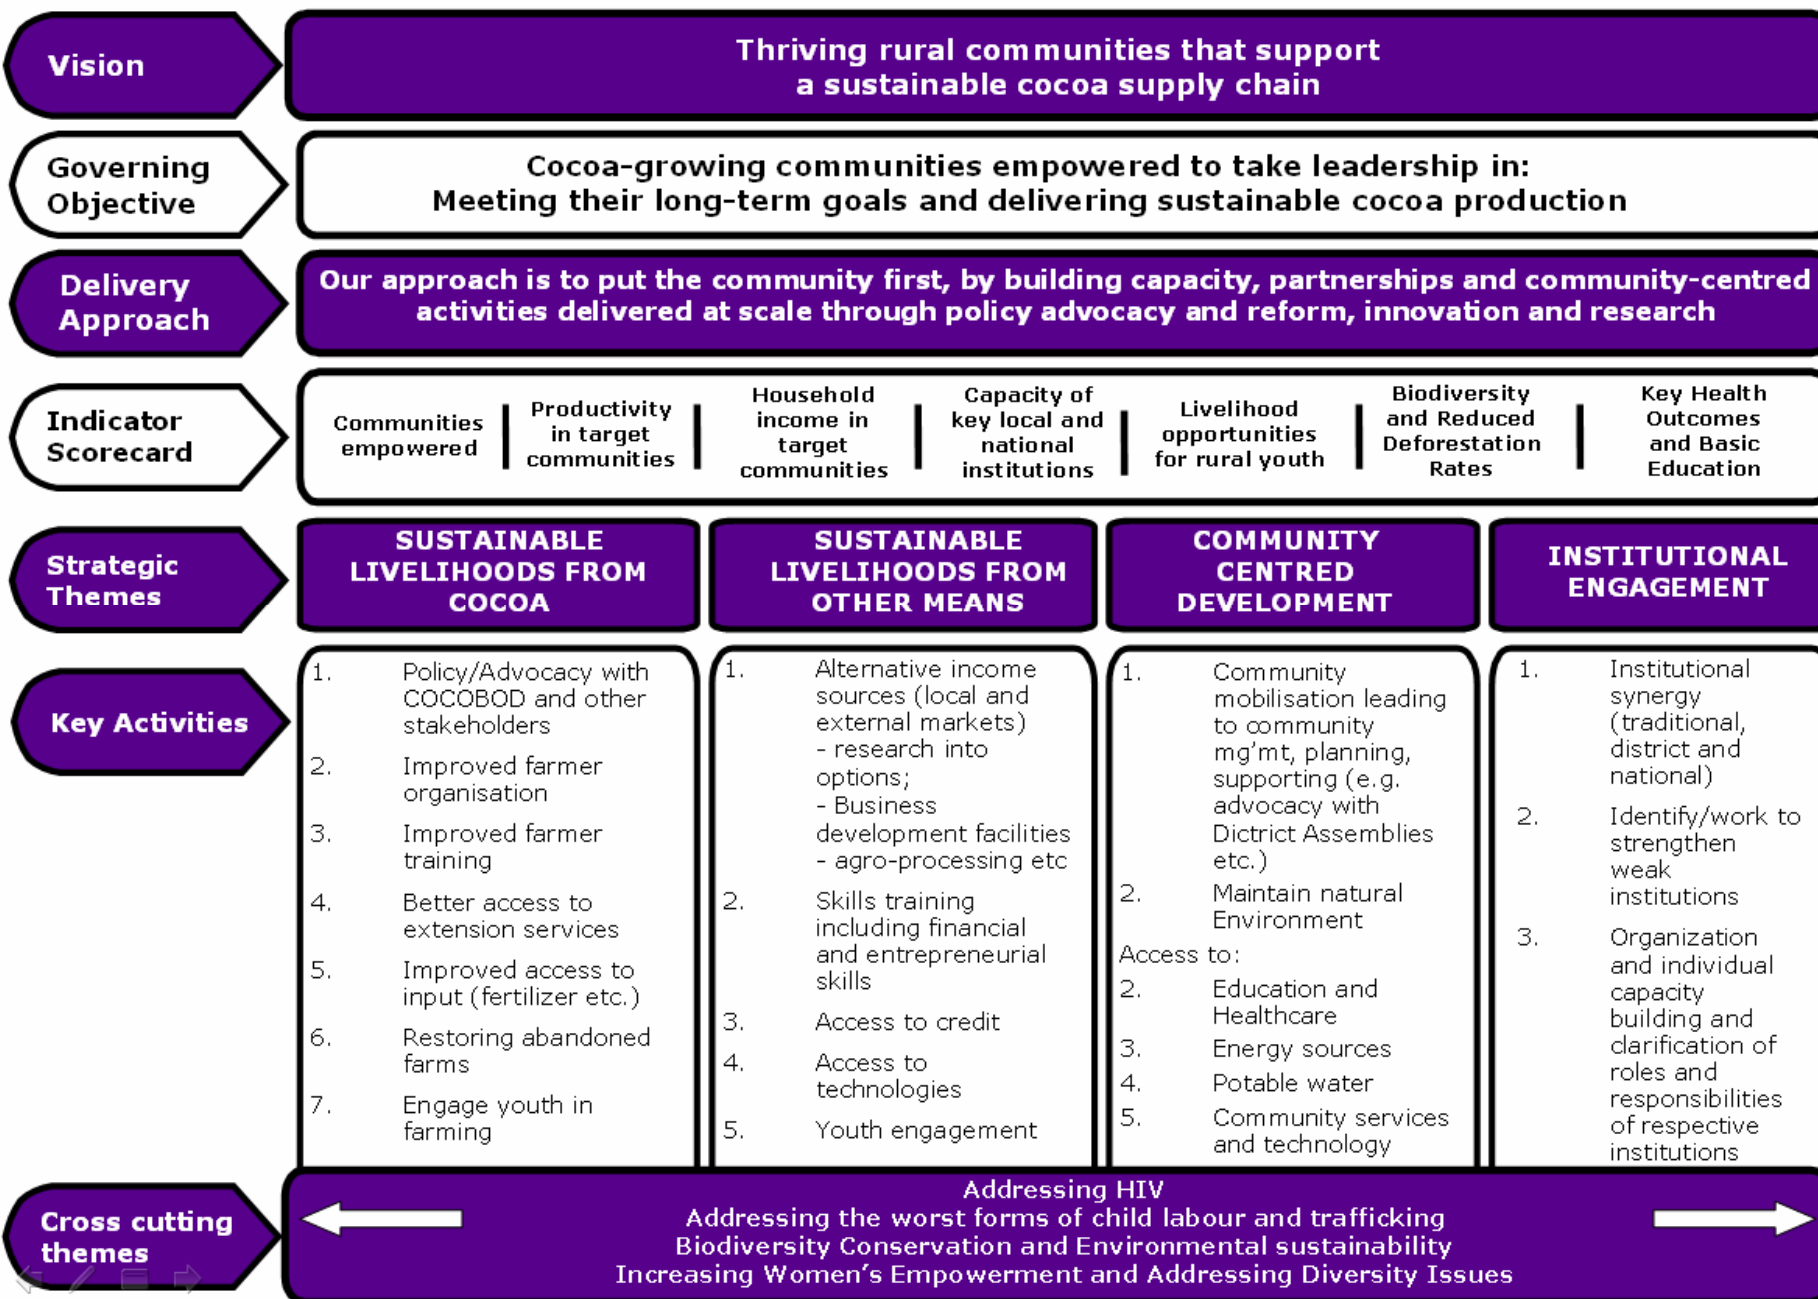 Vision
Thriving rural communities that support
a sustainable cocoa supply chain
Governing
Objective
Cocoa-growing communities empowered to take leadership in:
Meeting their long-term goals and delivering sustainable cocoa production
Delivery
Approach
Our approach is to put the community first, by building capacity, partnerships and community-centred
activities delivered at scale through policy advocacy and reform, innovation and research
Indicator
Scorecard
Communities
empowered
Productivity
in target
communities
Household
income in
target
communities
Capacity of
key local and
national
institutions
Livelihood
opportunities
for rural youth
Biodiversity
and Reduced
Deforestation
Rates
Key Health
Outcomes
and Basic
Education
Strategic
Themes
SUSTAINABLE
LIVELIHOODS FROM
COCOA
SUSTAINABLE
LIVELIHOODS FROM
OTHER MEANS
COMMUNITY
CENTRED
DEVELOPMENT
INSTITUTIONAL
ENGAGEMENT
Key Activities
1. Policy/Advocacy with
COCOBOD and other
stakeholders
2. Improved farmer
organisation
3. Improved farmer
training
4. Better access to
extension services
5. Improved access to
input (fertilizer etc.)
6. Restoring abandoned
farms
7. Engage youth in
farming
1. Alternative income
sources (local and
external markets)
- research into
options;
- Business
development facilities
- agro-processing etc
2. Skills training
including financial
and entrepreneurial
skills
3. Access to credit
4. Access to
technologies
5. Youth engagement
1. Community
mobilisation leading
to community
mg'mt, planning,
supporting (e.g.
advocacy with
Dictrict Assemblies
etc.)
2. Maintain natural
Environment
Access to:
2. Education and
Healthcare
3. Energy sources
4. Potable water
5. Community services
and technology
1. Institutional
synergy
(traditional,
district and
national)
2. Identify/work to
strengthen
weak
institutions
3. Organization
and individual
capacity
building and
clarification of
roles and
responsibilities
of respective
institutions
Cross cutting
themes
Addressing HIV
Addressing the worst forms of child labour and trafficking
Biodiversity Conservation and Environmental sustainability
Increasing Women's Empowerment and Addressing Diversity Issues